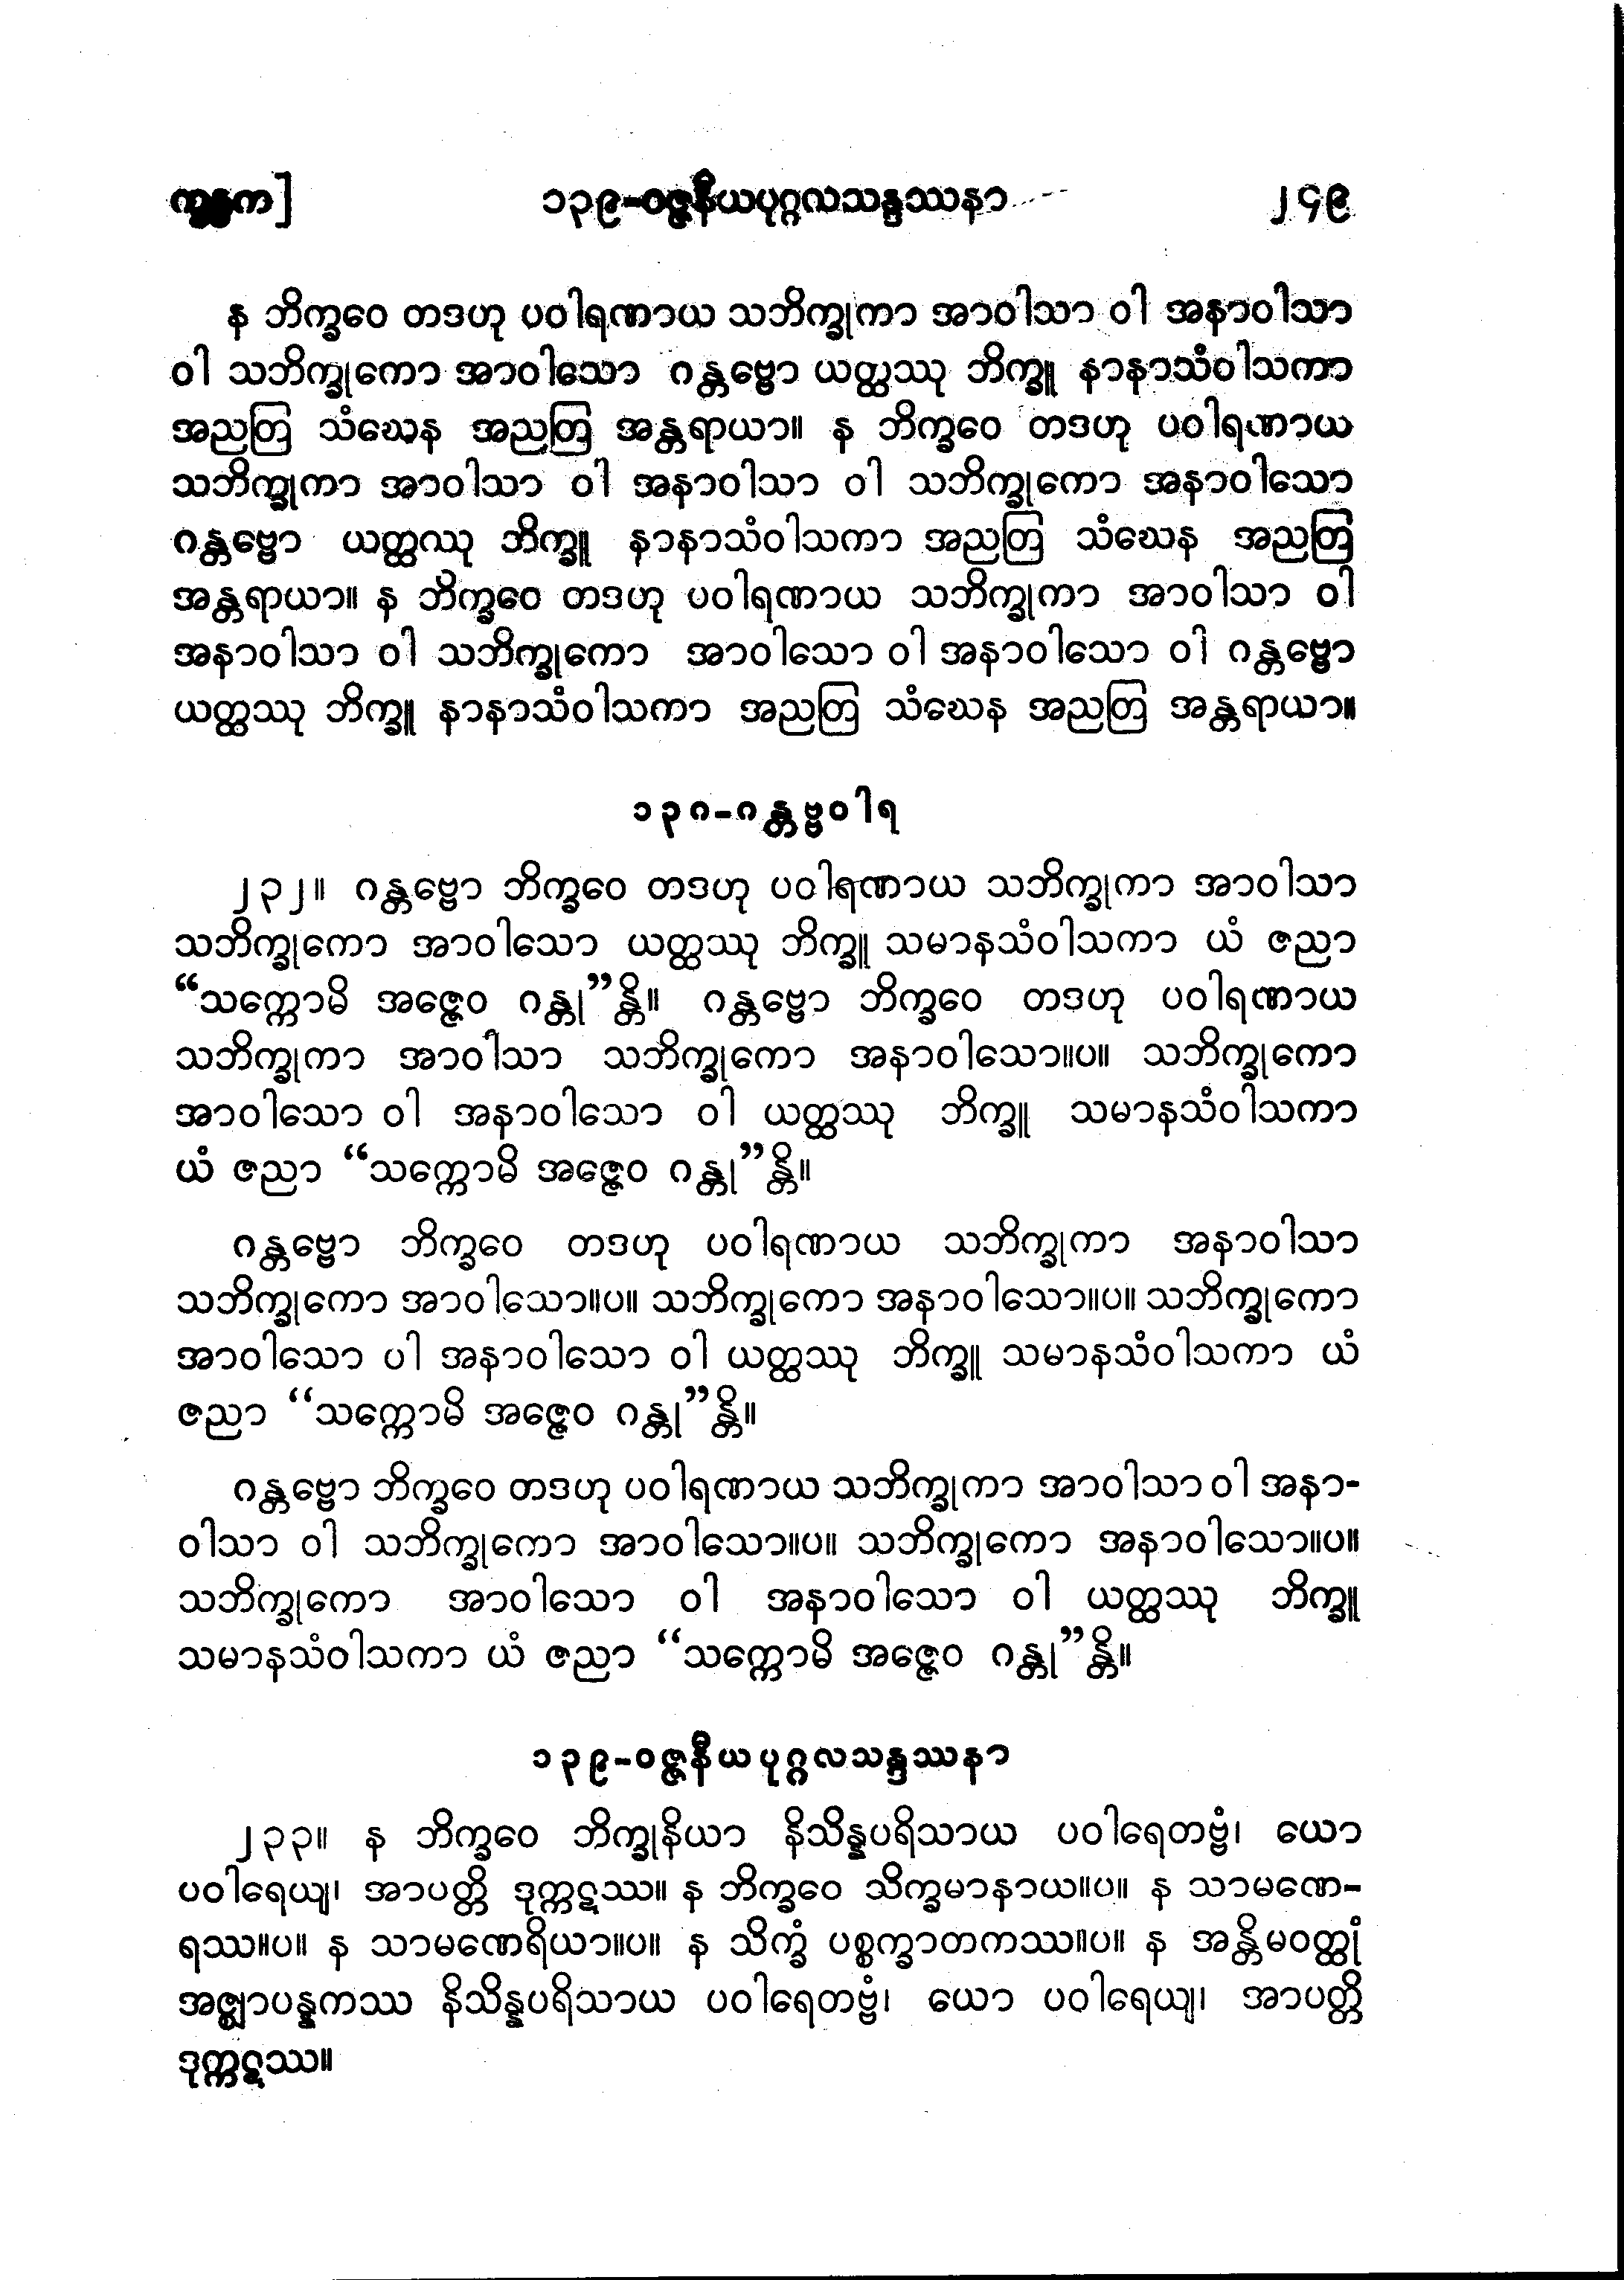 က္ခန္ဓက]
၁၃၉-ဝဇ္ဇနီယပုဂ္ဂလသန္ဒဿနာ
၂၄၉
န ဘိက္ခဝေ တဒဟု ပဝါရဏာယ သဘိက္ခုကာ အာဝါသာ ဝါ အနာဝါသာ
ဝါ သဘိက္ခုကော အာဝါသော ဂန္တဗ္ဗော ယတ္ထဿု ဘိက္ခူ နာနာသံဝါသကာ
အညတြ သံဃေန အညတြ အန္တရာယာ။ န ဘိက္ခဝေ တဒဟု ပဝါရဏာယ
သဘိက္ခုကာ အာဝါသာ ဝါ အနာဝါသာ ဝါ သဘိက္ခုကော အနာဝါသော
ဂန္တဗ္ဗော ယတ္ထဿု ဘိက္ခူ နာနာသံဝါသကာ အညတြ သံဃေန အညတြ
အန္တရာယာ။ န ဘိက္ခဝေ တဒဟု ပဝါရဏာယ သဘိက္ခုကာ အာဝါသာ ဝါ
အနာဝါသာ ဝါ သဘိက္ခုကော အာဝါသော ဝါ အနာဝါသော ဝါ ဂန္တဗ္ဗော
ယတ္ထဿု ဘိက္ခူ နာနာသံဝါသကာ အညတြ သံဃေန အညတြ အန္တရာယာ။
၁၃၈-ဂန္တဗ္ဗဝါရ
၂၃၂။ ဂန္တဗ္ဗော ဘိက္ခဝေ တဒဟု ပဝါရဏာယ သဘိက္ခုကာ အာဝါသာ
သဘိက္ခုကော အာဝါသော ယတ္ထဿု ဘိက္ခူ သမာနသံဝါသကာ ယံ ဇညာ
“သက္ကောမိ အဇ္ဇေဝ ဂန္တု”န္တိ။ ဂန္တဗ္ဗော ဘိက္ခဝေ တဒဟု ပဝါရဏာယ
သဘိက္ခုကာ အာဝါသာ သဘိက္ခုကော အနာဝါသော။ပ။ သဘိက္ခုကော
အာဝါသော ဝါ အနာဝါသော ဝါ ယတ္ထဿု ဘိက္ခူ သမာနသံဝါသကာ
ယံ ဇညာ “သက္ကောမိ အဇ္ဇေဝ ဂန္တု”န္တိ။
ဂန္တဗ္ဗော ဘိက္ခဝေ တဒဟု ပဝါရဏာယ သဘိက္ခုကာ အနာဝါသာ
သဘိက္ခုကော အာဝါသော။ပ။ သဘိက္ခုကော အနာဝါသော။ပ။ သဘိက္ခုကော
အာဝါသော ပါ အနာဝါသော ဝါ ယတ္ထဿု ဘိက္ခူ သမာနသံဝါသကာ ယံ
ဇညာ “သက္ကောမိ အဇ္ဇေဝ ဂန္တု”န္တိ။
ဂန္တဗ္ဗော ဘိက္ခဝေ တဒဟု ပဝါရဏာယ သဘိက္ခုကာ အာဝါသာ ဝါ အနာ-
ဝါသာ ဝါ သဘိက္ခုကော အာဝါသော။ပ။ သဘိက္ခုကော အနာဝါသော။ပ။
သဘိက္ခုကော အာဝါသော ဝါ အနာဝါသော ဝါ ယတ္ထဿု ဘိက္ခူ
သမာနသံဝါသကာ ယံ ဇညာ “သက္ကောမိ အဇ္ဇေဝ ဂန္တု”န္တိ။
၁၃၉-ဝဇ္ဇနီယပုဂ္ဂလသန္ဒဿနာ
၂၃၃။ န ဘိက္ခဝေ ဘိက္ခုနိယာ နိသိန္နပရိသာယ ပဝါရေတဗ္ဗံ၊ ယော
ပဝါရေယျ၊ အာပတ္တိ ဒုက္ကဋဿ။ န ဘိက္ခဝေ သိက္ခမာနာယ။ပ။ န သာမဏေ-
ရဿ။ပ။ န သာမဏေရိယာ။ပ။ န သိက္ခံ ပစ္စက္ခာတကဿ။ပ။ န အန္တိမဝတ္ထုံ
အဇ္ဈာပန္နကဿ နိသိန္နပရိသာယ ပဝါရေတဗ္ဗံ၊ ယော ပဝါရေယျ၊ အာပတ္တိ
ဒုက္ကဋဿ။